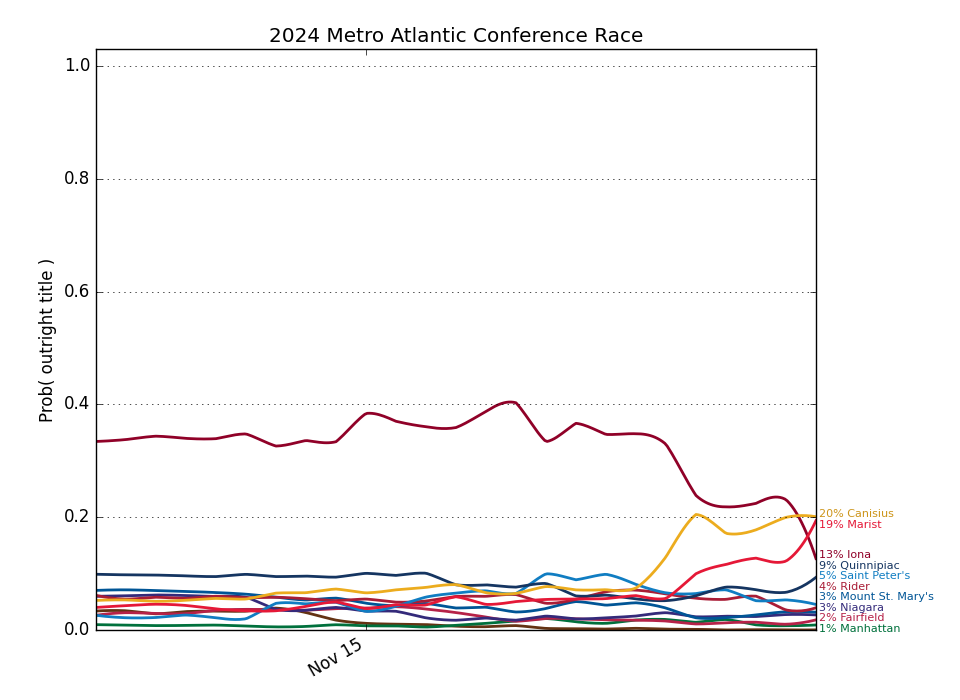 2024 Metro Atlantic Conference Race
Prob( outright title )
1.0
0.8
0.6
0.4
0.2
0.0
Nov 15
20% Canisius
19% Marist
13% Iona
9% Quinnipiac
5% Saint Peter's
4% Rider
3% Mount St. Mary's
3% Niagara
2% Fairfield
1% Manhattan